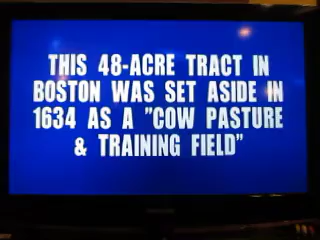 THIS 48-ACRE TRACT IN
BOSTON WAS SET ASIDE IN
1634 AS A "COW PASTURE
& TRAINING FIELD"